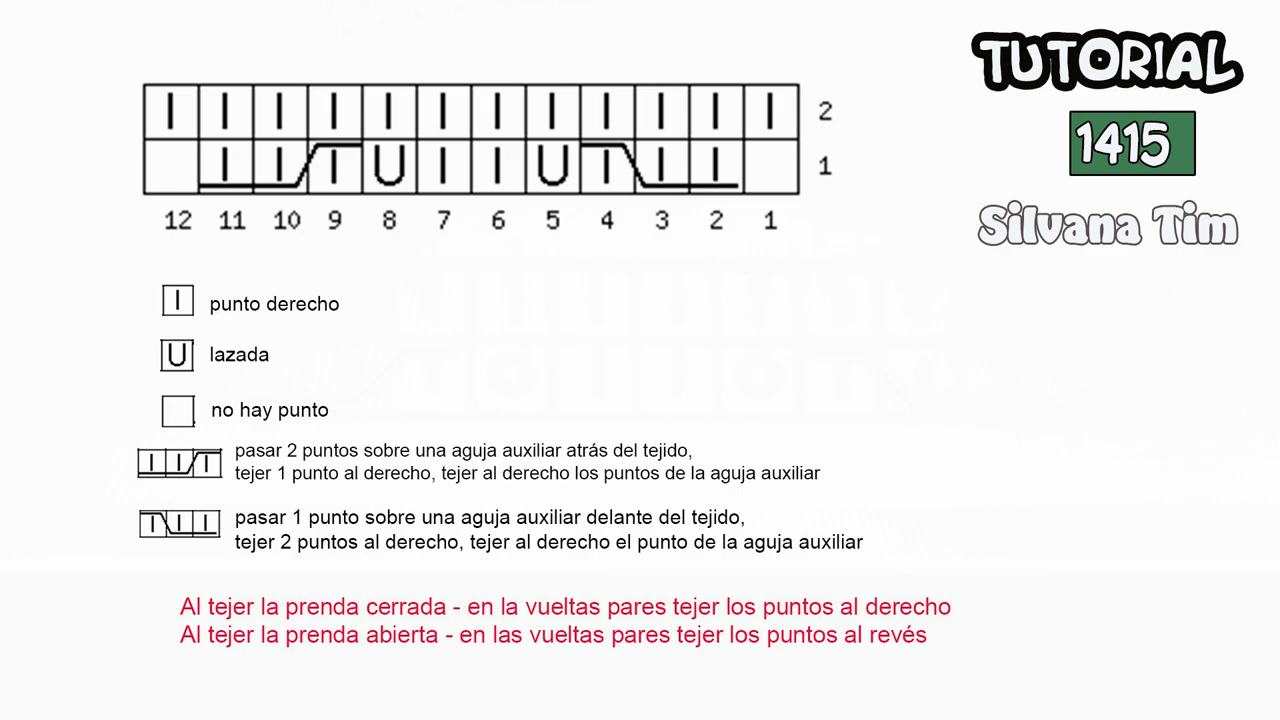 TUTORIAL
1415
Silvana Tim
I I I I I I I I I I I I 2
I I I U I I U I I I 1
12 11 10 9 8 7 6 5 4 3 2 1
I punto derecho
U lazada
no hay punto
I I I pasar 2 puntos sobre una aguja auxiliar atrás del tejido,
tejer 1 punto al derecho, tejer al derecho los puntos de la aguja auxiliar
I I I pasar 1 punto sobre una aguja auxiliar delante del tejido,
tejer 2 puntos al derecho, tejer al derecho el punto de la aguja auxiliar
Al tejer la prenda cerrada - en la vueltas pares tejer los puntos al derecho
Al tejer la prenda abierta - en las vueltas pares tejer los puntos al revés